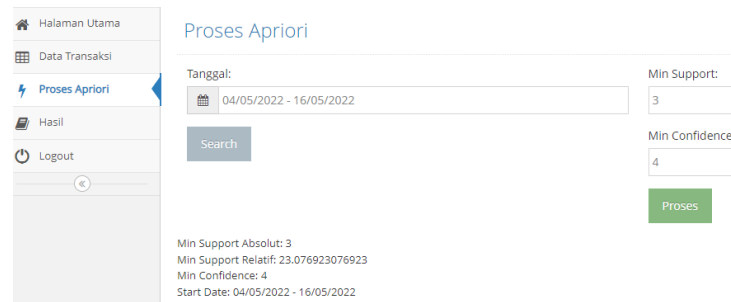 Halaman Utama
Data Transaksi
Proses Apriori
Hasil
Logout
Proses Apriori
Tanggal:
04/05/2022 - 16/05/2022
Search
Min Support:
3
Min Confidence
4
Proses
Min Support Absolut: 3
Min Support Relatif: 23.076923076923
Min Confidence: 4
Start Date: 04/05/2022 - 16/05/2022